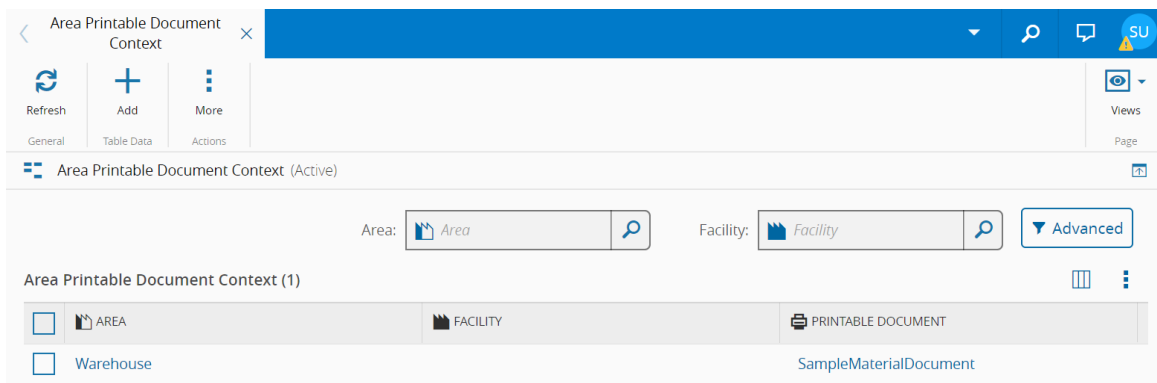 Area Printable Document
Context
SU
Refresh
Add
More
Views
General
Table Data
Actions
Page
Area Printable Document Context (Active)
Area: Area
Facility: Facility
Advanced
Area Printable Document Context (1)
AREA
FACILITY
PRINTABLE DOCUMENT
Warehouse
SampleMaterialDocument